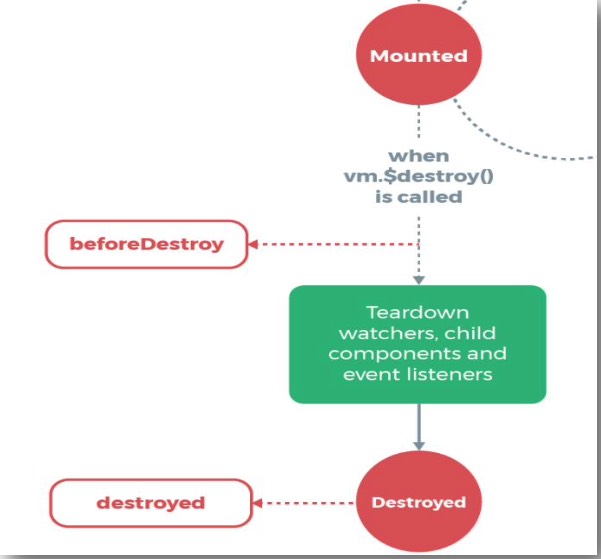 Mounted
when
vm.$destroy()
is called
beforeDestroy
Teardown
watchers, child
components and
event listeners
destroyed
Destroyed